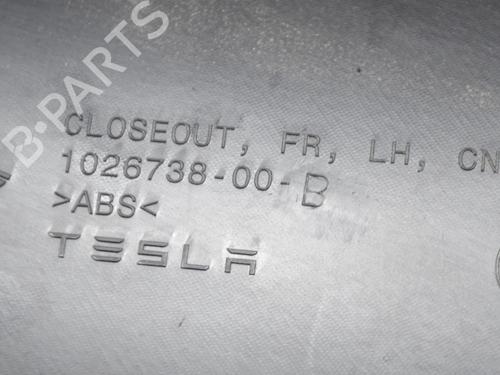 B-PARTS
CLOSEOUT, FR, LH, CN
1026738-00-B
>ABS<
TESLA